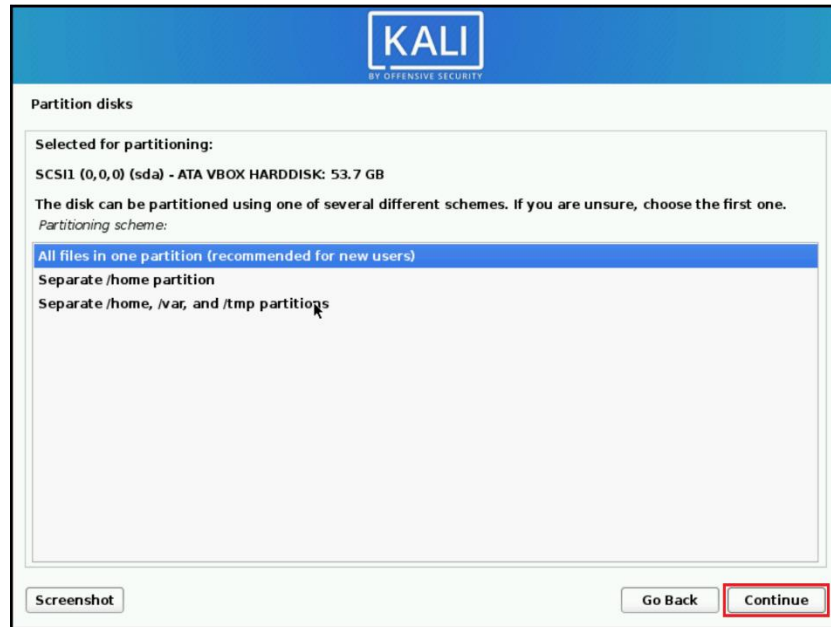 KALI
BY OFFENSIVE SECURITY
Partition disks
Selected for partitioning:
SCSI1 (0,0,0) (sda) - ATA VBOX HARDDISK: 53.7 GB
The disk can be partitioned using one of several different schemes. If you are unsure, choose the first one.
Partitioning scheme:
All files in one partition (recommended for new users)
Separate /home partition
Separate /home, /var, and /tmp partitions
Screenshot
Go Back
Continue